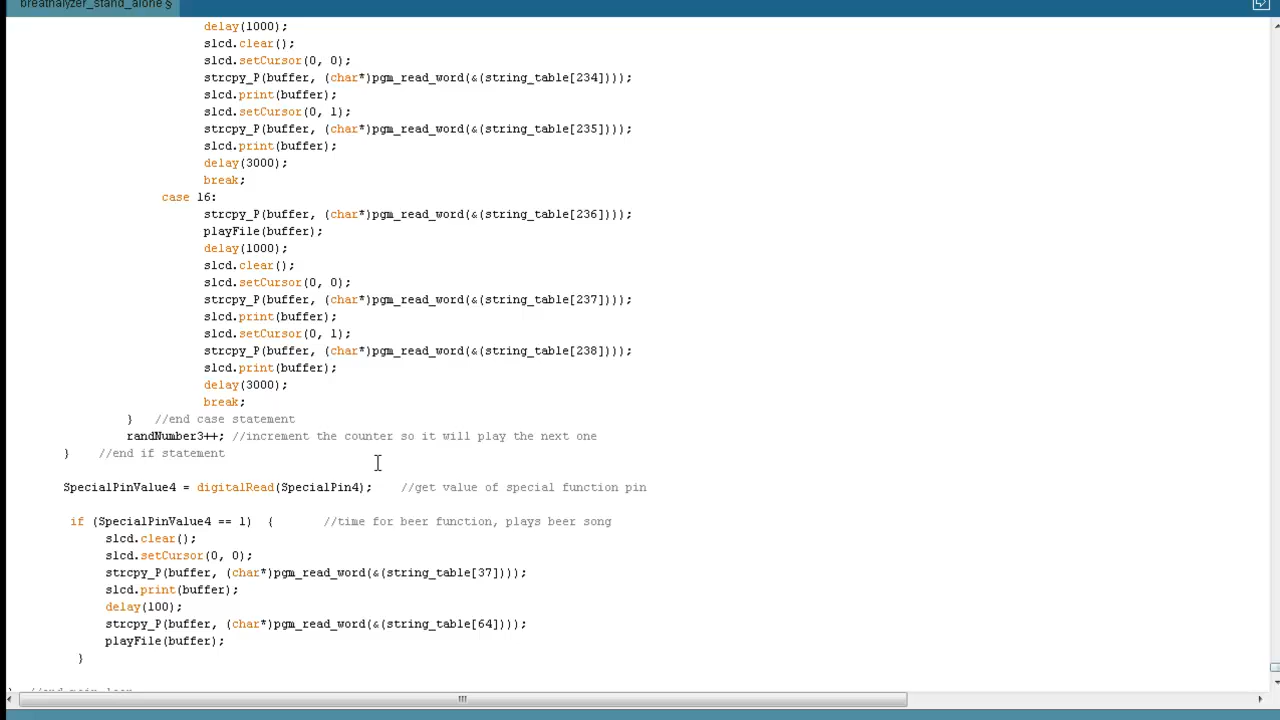 breathalyzer_stand_alone §
delay(1000);
slcd.clear();
slcd.setCursor(0, 0);
strcpy_P(buffer, (char*)pgm_read_word(&(string_table[234])));
slcd.print(buffer);
slcd.setCursor(0, 1);
strcpy_P(buffer, (char*)pgm_read_word(&(string_table[235])));
slcd.print(buffer);
delay(3000);
break;
case 16:
strcpy_P(buffer, (char*)pgm_read_word(&(string_table[236])));
playFile(buffer);
delay(1000);
slcd.clear();
slcd.setCursor(0, 0);
strcpy_P(buffer, (char*)pgm_read_word(&(string_table[237])));
slcd.print(buffer);
slcd.setCursor(0, 1);
strcpy_P(buffer, (char*)pgm_read_word(&(string_table[238])));
slcd.print(buffer);
delay(3000);
break;
} //end case statement
randNumber3++; //increment the counter so it will play the next one
} //end if statement
SpecialPinValue4 = digitalRead(SpecialPin4); //get value of special function pin
if (SpecialPinValue4 == 1) { //time for beer function, plays beer song
slcd.clear();
slcd.setCursor(0, 0);
strcpy_P(buffer, (char*)pgm_read_word(&(string_table[37])));
slcd.print(buffer);
delay(100);
strcpy_P(buffer, (char*)pgm_read_word(&(string_table[64])));
playFile(buffer);
}
} //end main loop